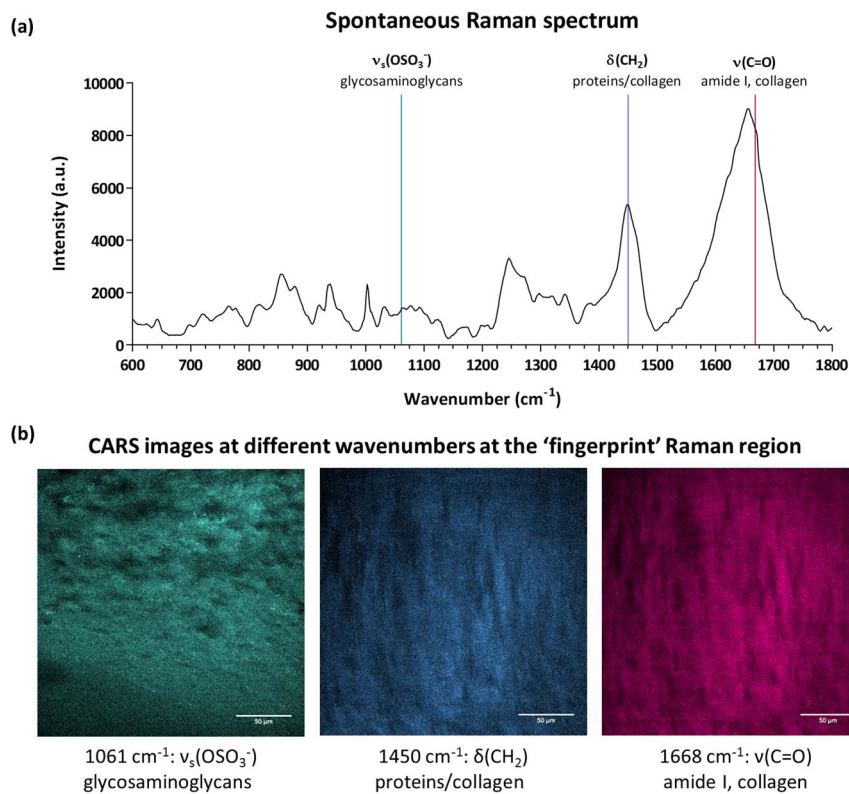 (a)
Spontaneous Raman spectrum
νs(OSO3-)
glycosaminoglycans
δ(CH2)
proteins/collagen
ν(C=O)
amide I, collagen
10000
8000
6000
4000
2000
0
Intensity (a.u.)
600 700 800 900 1000 1100 1200 1300 1400 1500 1600 1700 1800
Wavenumber (cm-1)
(b)
CARS images at different wavenumbers at the ‘fingerprint’ Raman region
50 µm
50 µm
50 µm
1061 cm-1: νs(OSO3-)
glycosaminoglycans
1450 cm-1: δ(CH2)
proteins/collagen
1668 cm-1: ν(C=O)
amide I, collagen